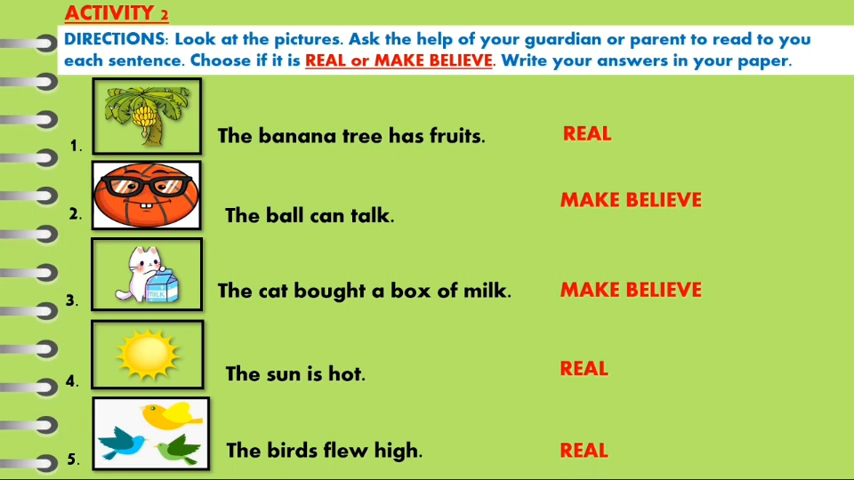 ACTIVITY 2
DIRECTIONS: Look at the pictures. Ask the help of your guardian or parent to read to you
each sentence. Choose if it is REAL or MAKE BELIEVE. Write your answers in your paper.
1. The banana tree has fruits. REAL
2. The ball can talk. MAKE BELIEVE
3. The cat bought a box of milk. MAKE BELIEVE
MILK
4. The sun is hot. REAL
5. The birds flew high. REAL